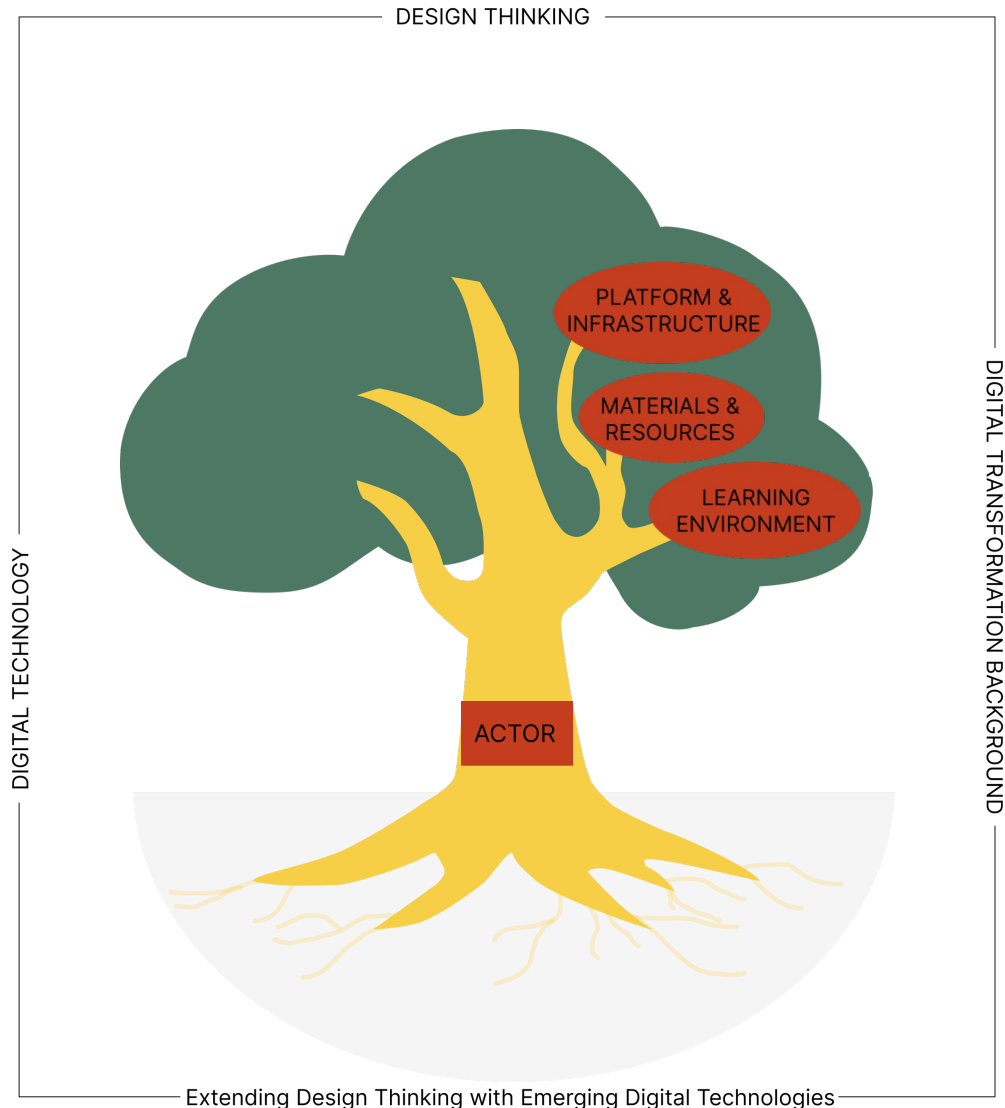 DESIGN THINKING
PLATFORM &
INFRASTRUCTURE
MATERIALS &
RESOURCES
LEARNING
ENVIRONMENT
DIGITAL TRANSFORMATION BACKGROUND
DIGITAL TECHNOLOGY
ACTOR
Extending Design Thinking with Emerging Digital Technologies